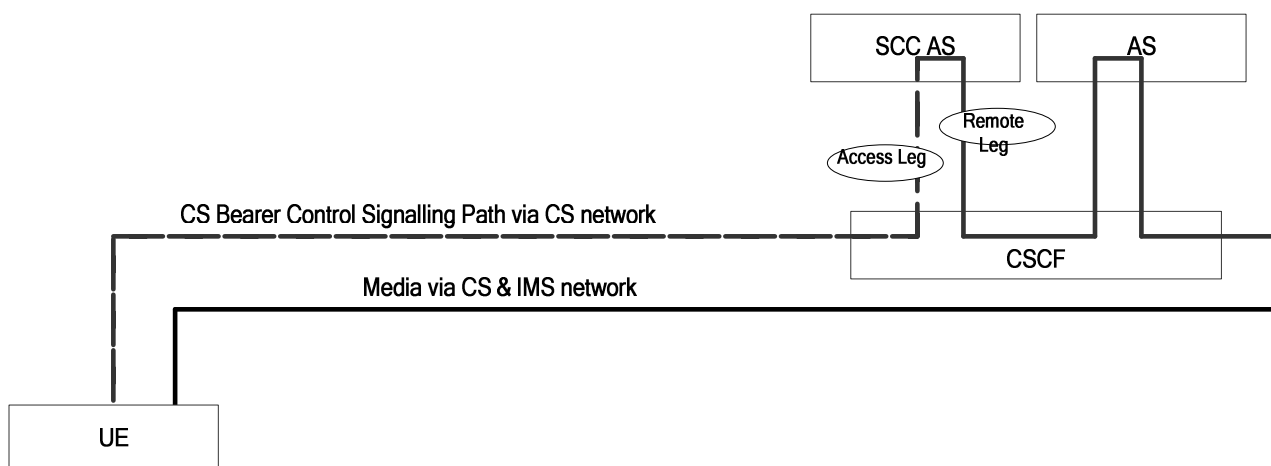 SCC AS
AS
Remote
Leg
Access Leg
CS Bearer Control Signalling Path via CS network
CSCF
Media via CS & IMS network
UE